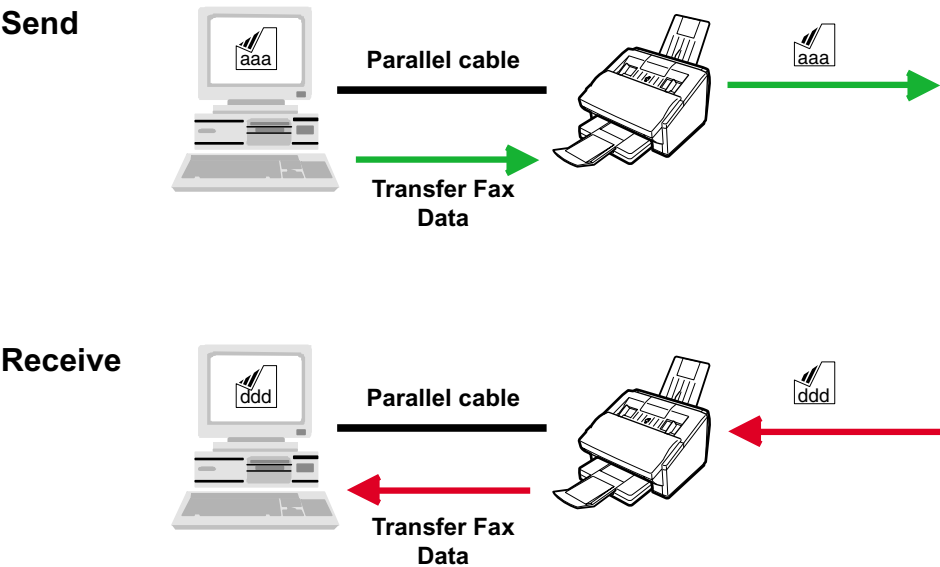 Send
aaa
Parallel cable
aaa
Transfer Fax
Data
Receive
ddd
Parallel cable
ddd
Transfer Fax
Data